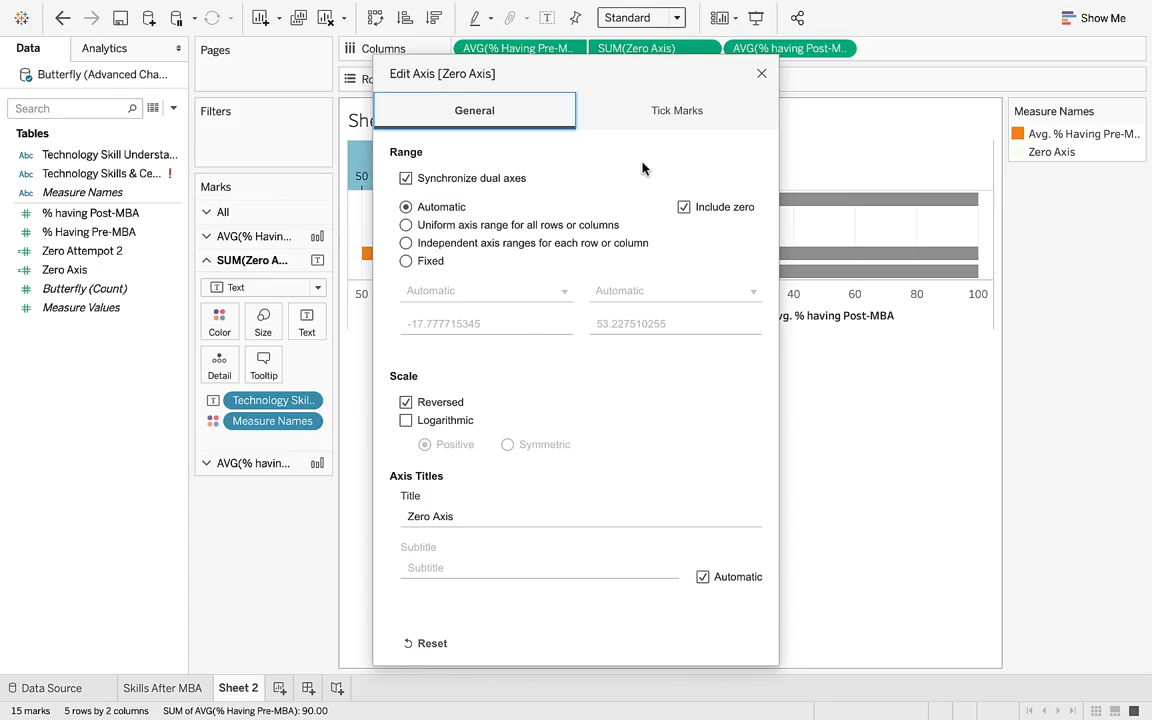 Standard
Show Me
Data
Analytics
Butterfly (Advanced Cha...
Search
Tables
Abc Technology Skill Understa...
Abc Technology Skills & Ce... !
Abc Measure Names
# % having Post-MBA
# % Having Pre-MBA
=# Zero Attempot 2
=# Zero Axis
# Butterfly (Count)
# Measure Values
Pages
Filters
Marks
All
AVG(% Havin...
SUM(Zero A...
Text
Color
Size
Text
Detail
Tooltip
Technology Skil..
Measure Names
AVG(% havin...
Columns
AVG(% Having Pre-M..
SUM(Zero Axis)
AVG(% having Post-M..
Ro
She
50
50
Edit Axis [Zero Axis]
General
Tick Marks
Range
Synchronize dual axes
Automatic
Include zero
Uniform axis range for all rows or columns
Independent axis ranges for each row or column
Fixed
Automatic
Automatic
-17.777715345
53.227510255
Scale
Reversed
Logarithmic
Positive
Symmetric
Axis Titles
Title
Zero Axis
Subtitle
Subtitle
Automatic
Reset
40 60 80 100
vg. % having Post-MBA
Measure Names
Avg. % Having Pre-M..
Zero Axis
Data Source
Skills After MBA
Sheet 2
15 marks
5 rows by 2 columns
SUM of AVG(% Having Pre-MBA): 90.00